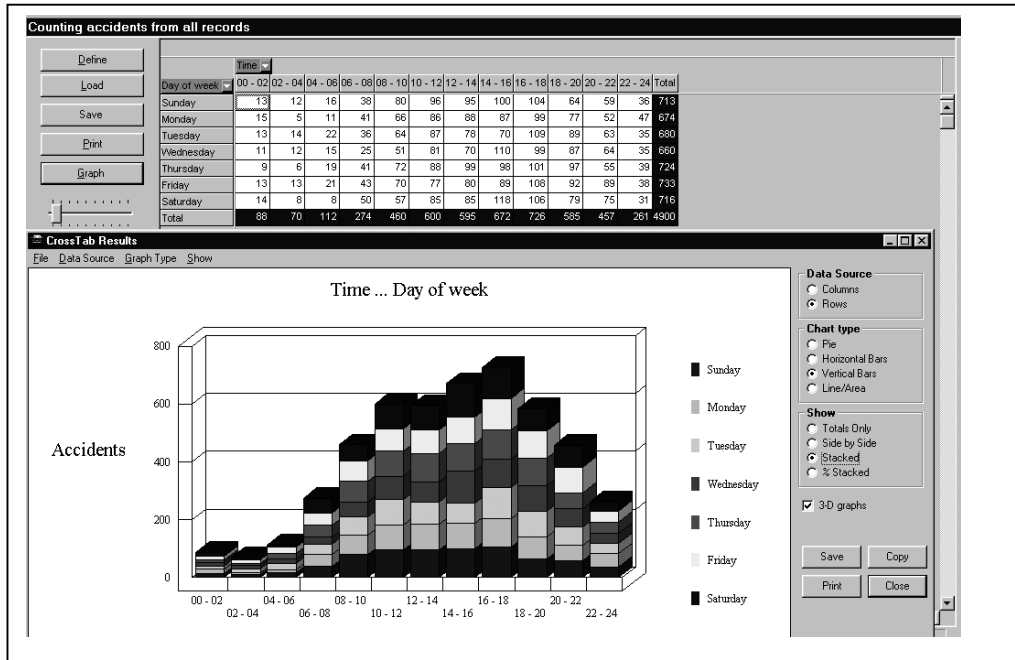 Counting accidents from all records
Define
Load
Save
Print
Graph
Time
Day of week 00 - 02 02 - 04 04 - 06 06 - 08 08 - 10 10 - 12 12 - 14 14 - 16 16 - 18 18 - 20 20 - 22 22 - 24 Total
Sunday 13 12 16 38 80 96 95 100 104 64 59 36 713
Monday 15 5 11 41 66 86 88 87 99 77 52 47 674
Tuesday 13 14 22 36 64 87 78 70 109 89 63 35 680
Wednesday 11 12 15 25 51 81 70 110 99 87 64 35 660
Thursday 9 6 19 41 72 88 99 98 101 97 55 39 724
Friday 13 13 21 43 70 77 80 89 108 92 89 38 733
Saturday 14 8 8 50 57 85 85 118 106 79 75 31 716
Total 88 70 112 274 460 600 595 672 726 585 457 261 4900
CrossTab Results
File Data Source Graph Type Show
Time ... Day of week
Accidents
800
600
400
200
0
00 - 02 04 - 06 08 - 10 12 - 14 16 - 18 20 - 22
02 - 04 06 - 08 10 - 12 14 - 16 18 - 20 22 - 24
Sunday
Monday
Tuesday
Wednesday
Thursday
Friday
Saturday
Data Source
Columns
Rows
Chart type
Pie
Horizontal Bars
Vertical Bars
Line/Area
Show
Totals Only
Side by Side
Stacked
% Stacked
3-D graphs
Save Copy
Print Close